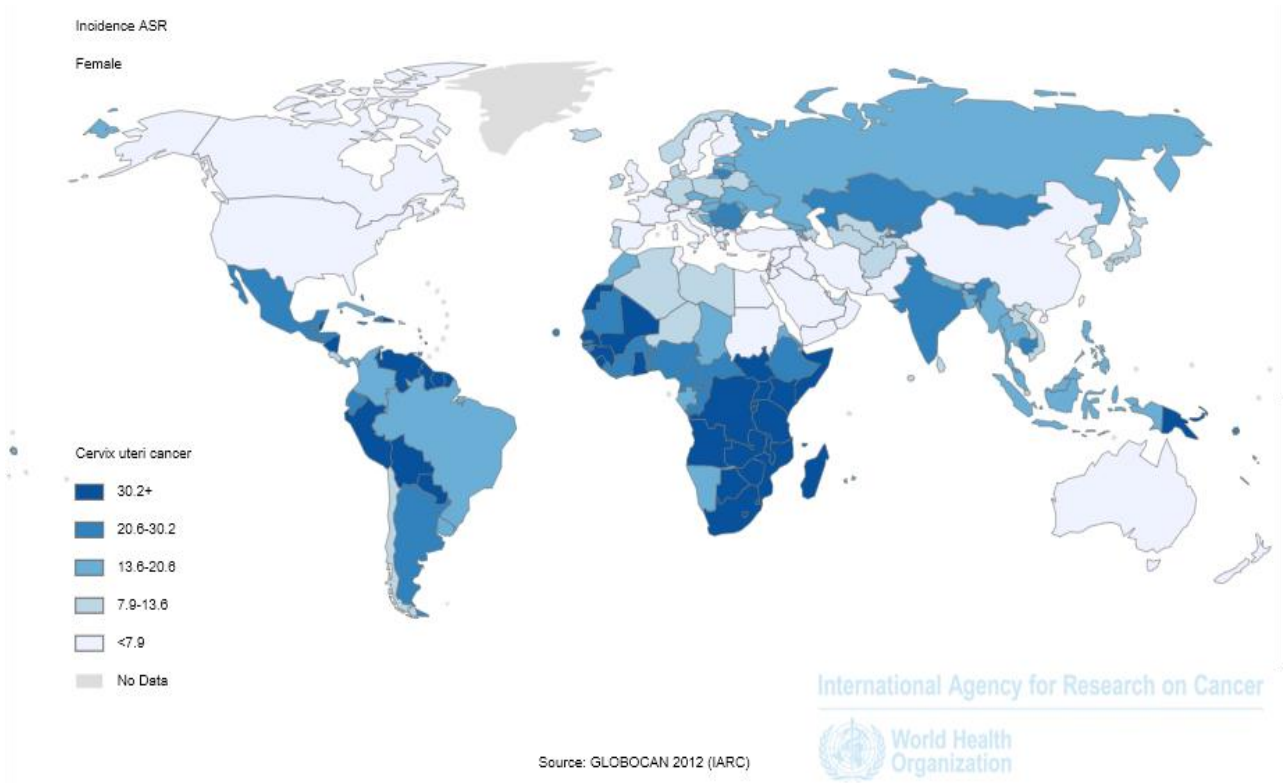 Incidence ASR
Female
Cervix uteri cancer
30.2+
20.6-30.2
13.6-20.6
7.9-13.6
<7.9
No Data
International Agency for Research on Cancer
World Health
Organization
Source: GLOBOCAN 2012 (IARC)